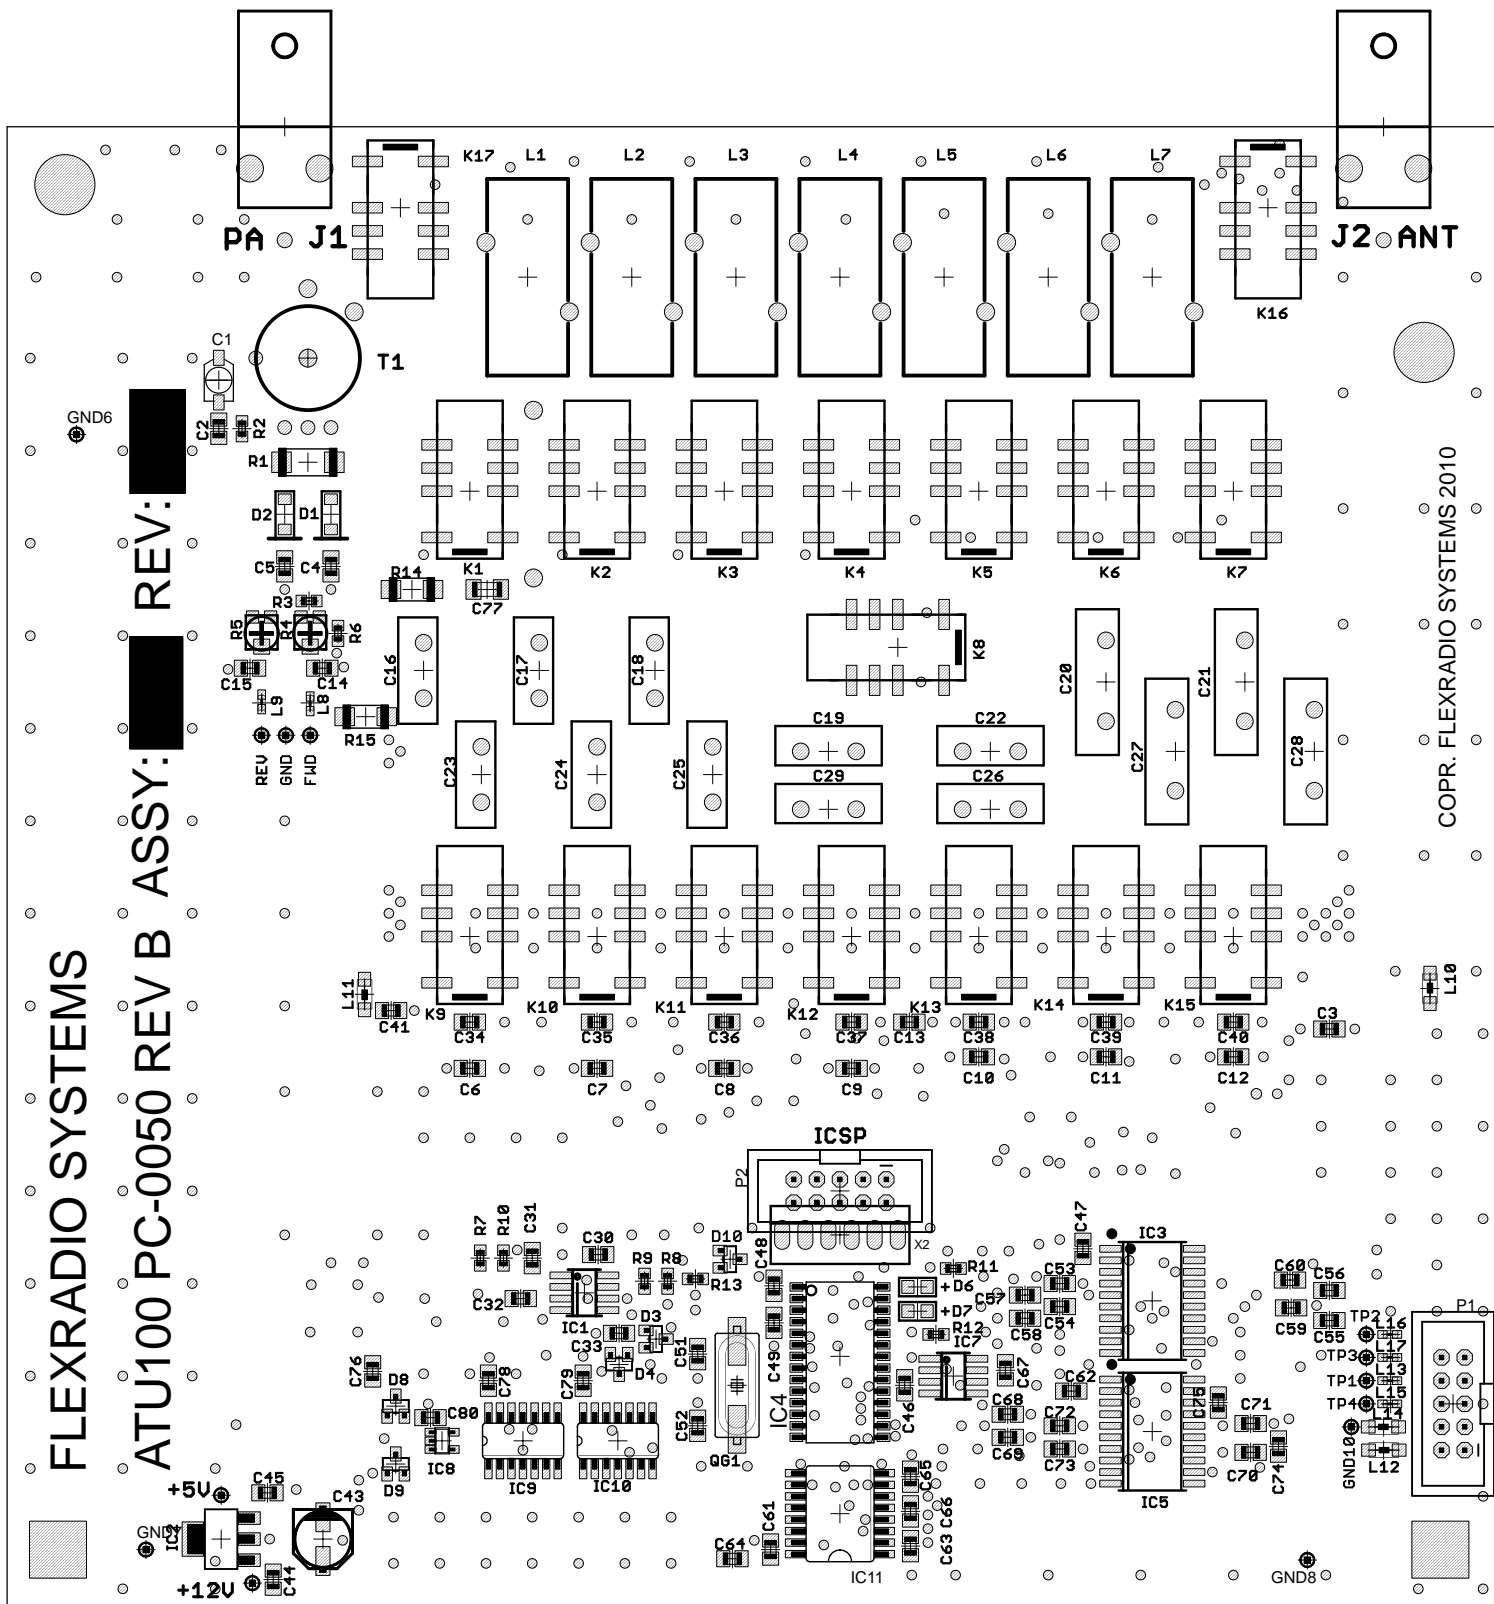 K17 L1 L2 L3 L4 L5 L6 L7
PA J1
J2 ANT
K16
C1
T1
GND6
C2 R2
R1
D2 D1
C5 C4
R14
K1 K2 K3 K4 K5 K6 K7
C77
R3
R5 R4 R6
C15 C14
C16 C17 C18
K8
C20 C21
L9 L8
R15
C19 C22
REV GND FWD
C23 C24 C25
C29 C26
C27 C28
COPR. FLEXRADIO SYSTEMS 2010
FLEXRADIO SYSTEMS
ATU100 PC-0050 REV B ASSY: REV:
L11
C41
K9 K10 K11 K12 K13 K14 K15
L10
C34 C35 C36 C37 C13 C38 C39 C40
C3
C6 C7 C8 C9 C10 C11 C12
ICSP
P2
X2
R7 R10 C31 C30
D10
C48
C47
IC3
R9 R8 R13
R11
+D6
+D7
C53
C57
C54
C58
C60 C56
C59 C55
C32
IC1
C33 D3
D4
C51
C49
R12
IC7
C67
P1
TP2 L16
L17
TP3 L13
TP1 L15
TP4 L14
C76
D8
C78 C79
C80
C52
IC4
C46
C62
C68
C69
C72
C73
C75
C71
C70
C74
GND10
L12
D9
IC8
IC9 IC10
QG1
IC5
+5V
C45
C43
IC2
C44
+12V
C61
C64
C65
C66
C63
IC11
GND8